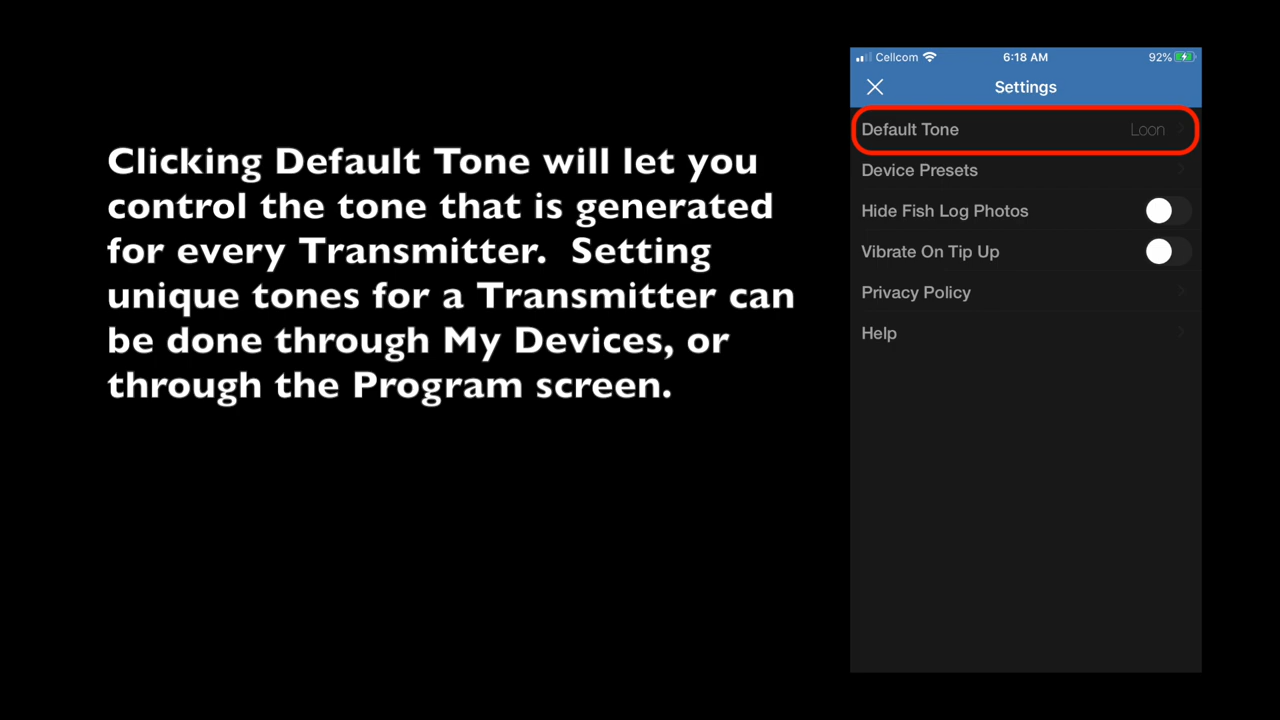 Clicking Default Tone will let you
control the tone that is generated
for every Transmitter.  Setting
unique tones for a Transmitter can
be done through My Devices, or
through the Program screen.
Cellcom 6:18 AM 92%
Settings
Default Tone Loon
Device Presets
Hide Fish Log Photos
Vibrate On Tip Up
Privacy Policy
Help